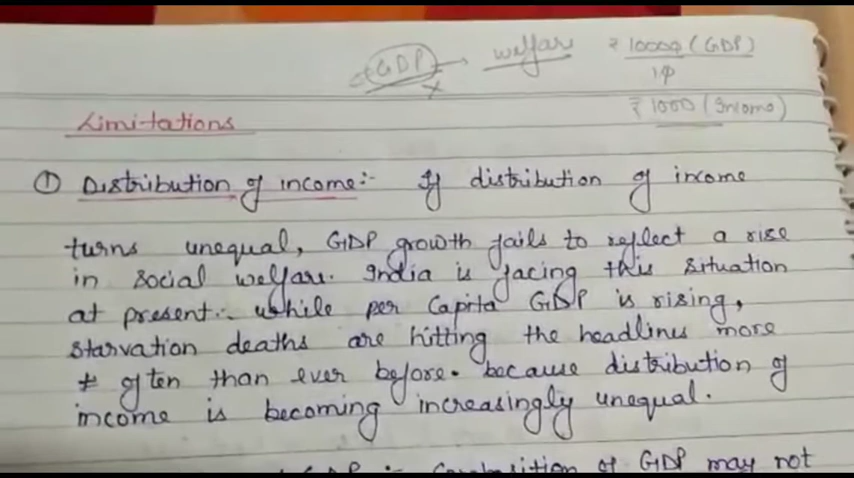 GDP → welfare ₹ 10000 (GDP)
10
₹ 1000 (Income)
Limitations
① Distribution of income:- If distribution of income
turns unequal, GDP growth fails to reflect a rise
in social welfare. India is facing this situation
at present:- while per Capita GDP is rising,
starvation deaths are hitting the headlines more
often than ever before. because distribution of
income is becoming increasingly unequal.
GDP :- Composition of GDP may not